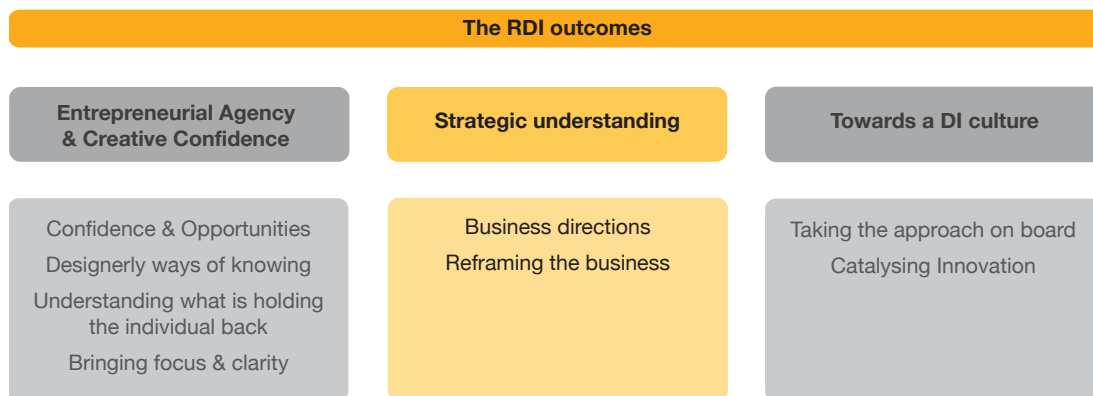 The RDI outcomes
Entrepreneurial Agency
& Creative Confidence
Confidence & Opportunities
Designerly ways of knowing
Understanding what is holding
the individual back
Bringing focus & clarity
Strategic understanding
Business directions
Reframing the business
Towards a DI culture
Taking the approach on board
Catalysing Innovation